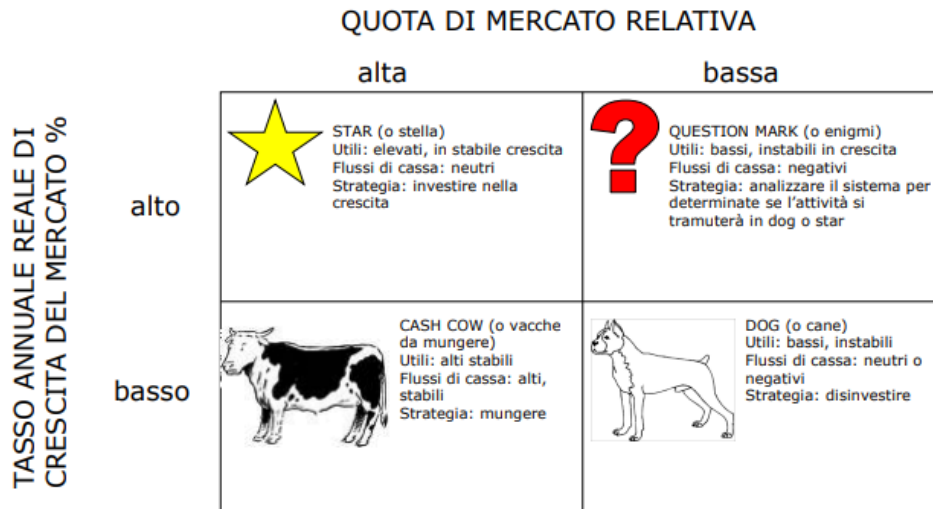 QUOTA DI MERCATO RELATIVA
alta
bassa
TASSO ANNUALE REALE DI
CRESCITA DEL MERCATO %
alto
STAR (o stella)
Utili: elevati, in stabile crescita
Flussi di cassa: neutri
Strategia: investire nella
crescita
QUESTION MARK (o enigmi)
Utili: bassi, instabili in crescita
Flussi di cassa: negativi
Strategia: analizzare il sistema per
determinate se l’attività si
tramuterà in dog o star
basso
CASH COW (o vacche
da mungere)
Utili: alti stabili
Flussi di cassa: alti,
stabili
Strategia: mungere
DOG (o cane)
Utili: bassi, instabili
Flussi di cassa: neutri o
negativi
Strategia: disinvestire